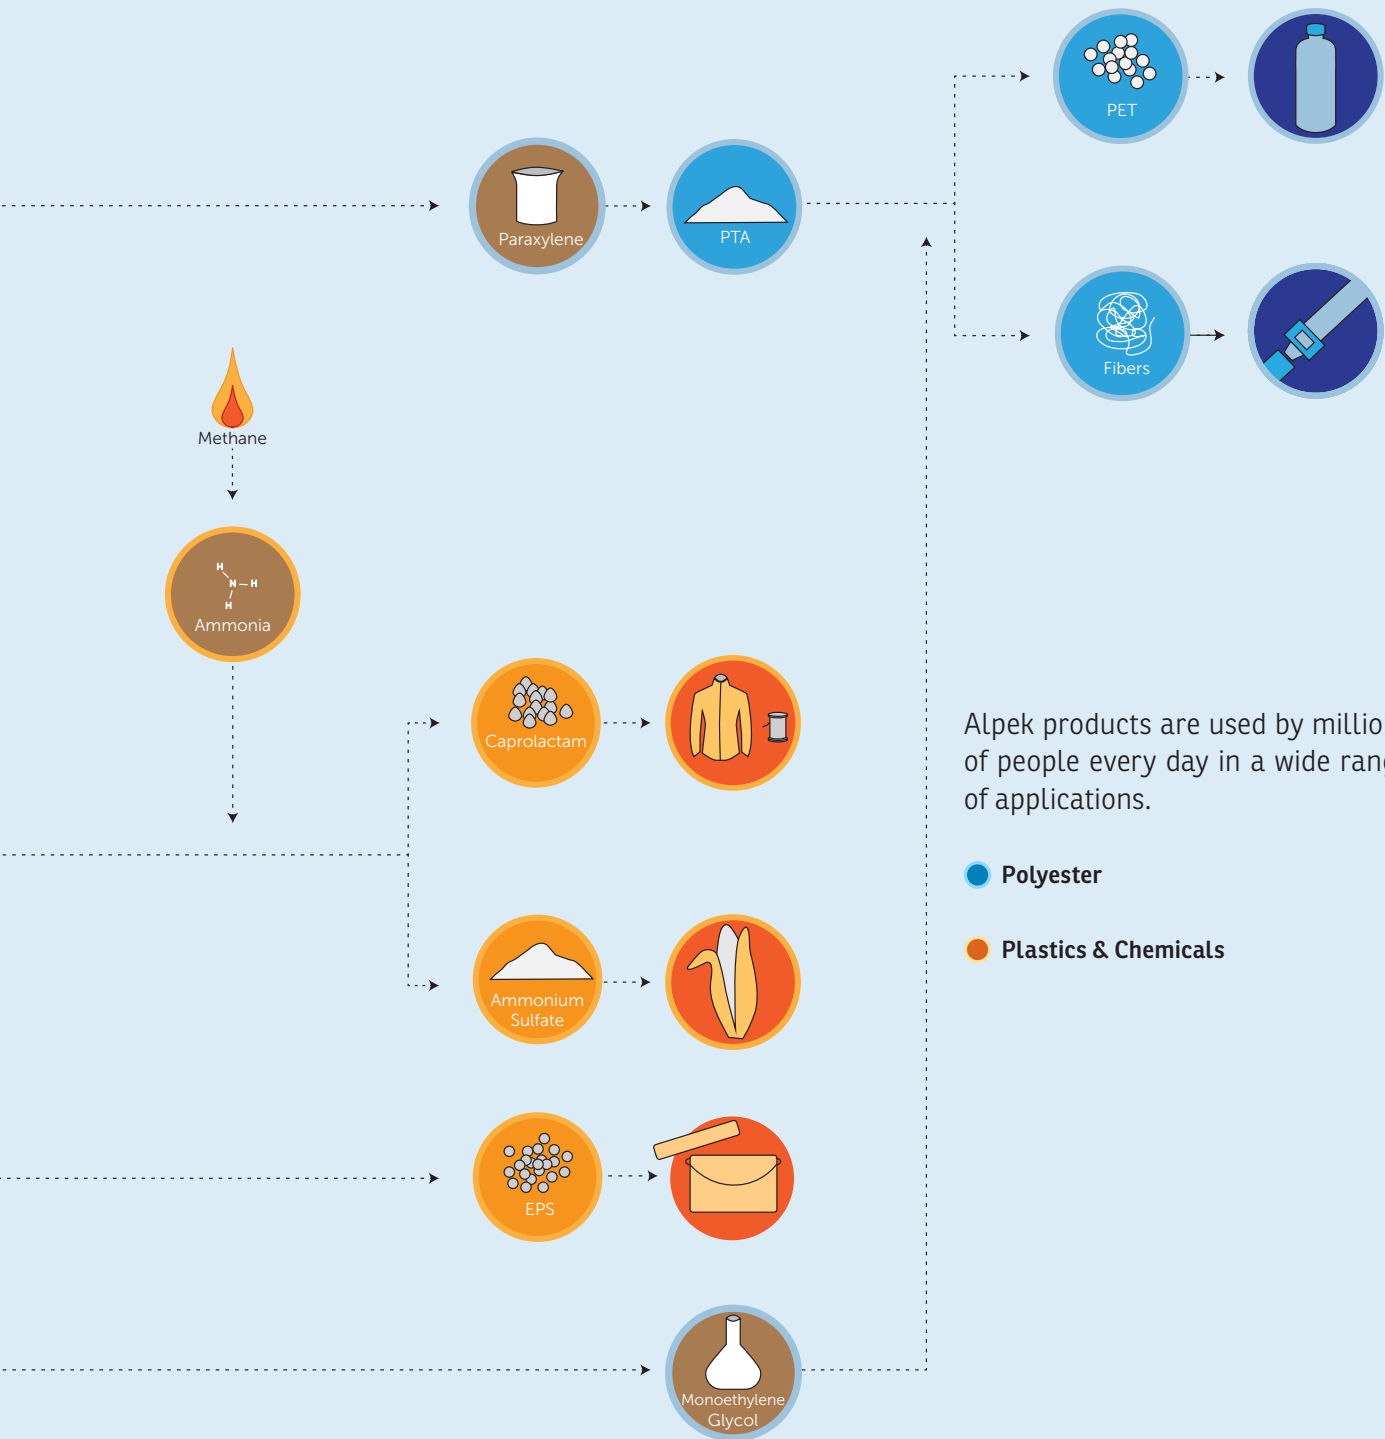 PET
Paraxylene
PTA
Fibers
Methane
H
N – H
H
Ammonia
Caprolactam
Alpek products are used by millio
of people every day in a wide rang
of applications.
Polyester
Plastics & Chemicals
Ammonium
Sulfate
EPS
Monoethylene
Glycol